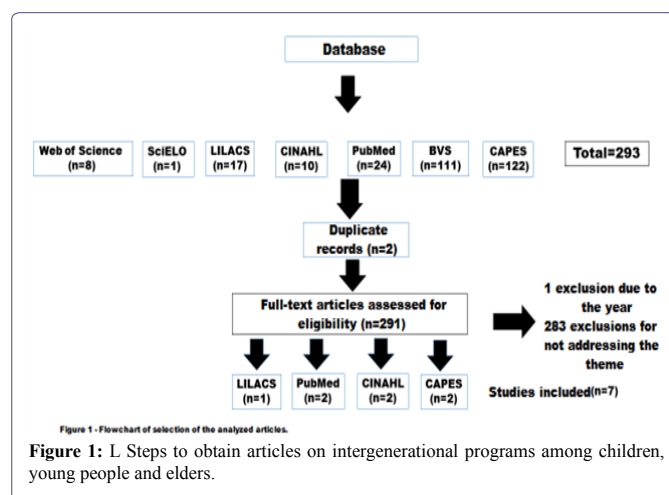 Database
Web of Science
(n=8)
SciELO
(n=1)
LILACS
(n=17)
CINAHL
(n=10)
PubMed
(n=24)
BVS
(n=111)
CAPES
(n=122)
Total=293
Duplicate
records (n=2)
Full-text articles assessed for
eligibility (n=291)
1 exclusion due to
the year
283 exclusions for
not addressing the
theme
LILACS
(n=1)
PubMed
(n=2)
CINAHL
(n=2)
CAPES
(n=2)
Studies included(n=7)
Figure 1 - Flowchart of selection of the analyzed articles.
Figure 1: L Steps to obtain articles on intergenerational programs among children,
young people and elders.